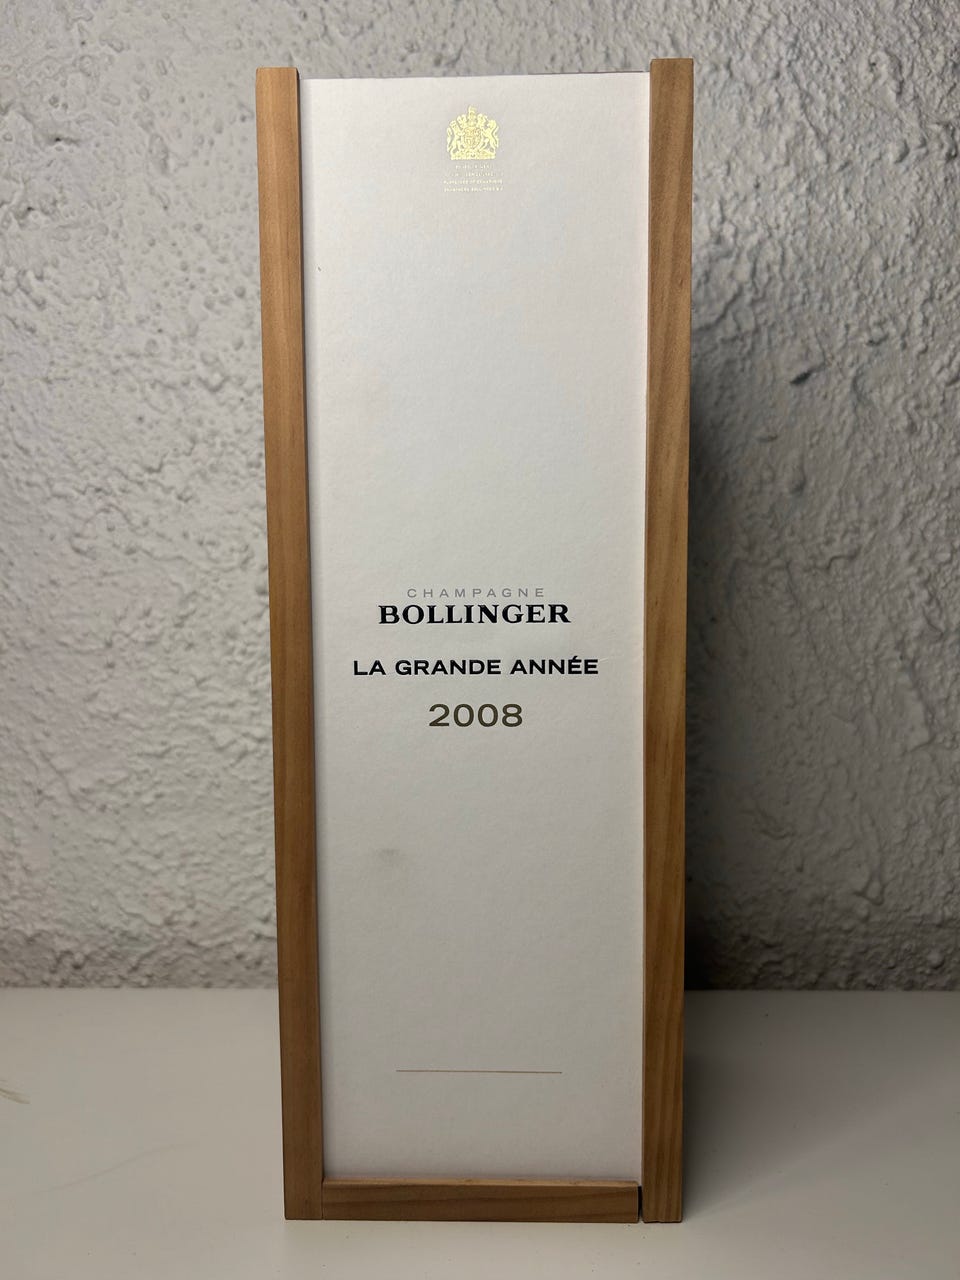 CHAMPAGNE
BOLLINGER
LA GRANDE ANNÉE
2008